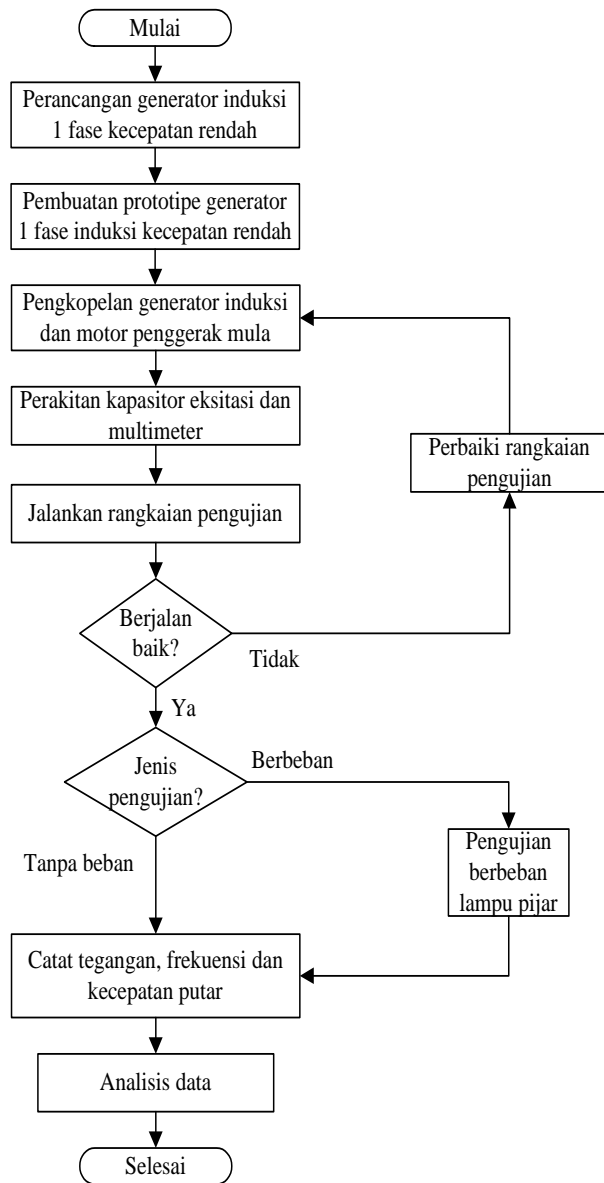 Mulai
Perancangan generator induksi
1 fase kecepatan rendah
Pembuatan prototipe generator
1 fase induksi kecepatan rendah
Pengkopelan generator induksi
dan motor penggerak mula
Perakitan kapasitor eksitasi dan
multimeter
Perbaiki rangkaian
pengujian
Jalankan rangkaian pengujian
Berjalan
baik?
Tidak
Ya
Jenis
pengujian?
Berbeban
Tanpa beban
Pengujian
berbeban
lampu pijar
Catat tegangan, frekuensi dan
kecepatan putar
Analisis data
Selesai